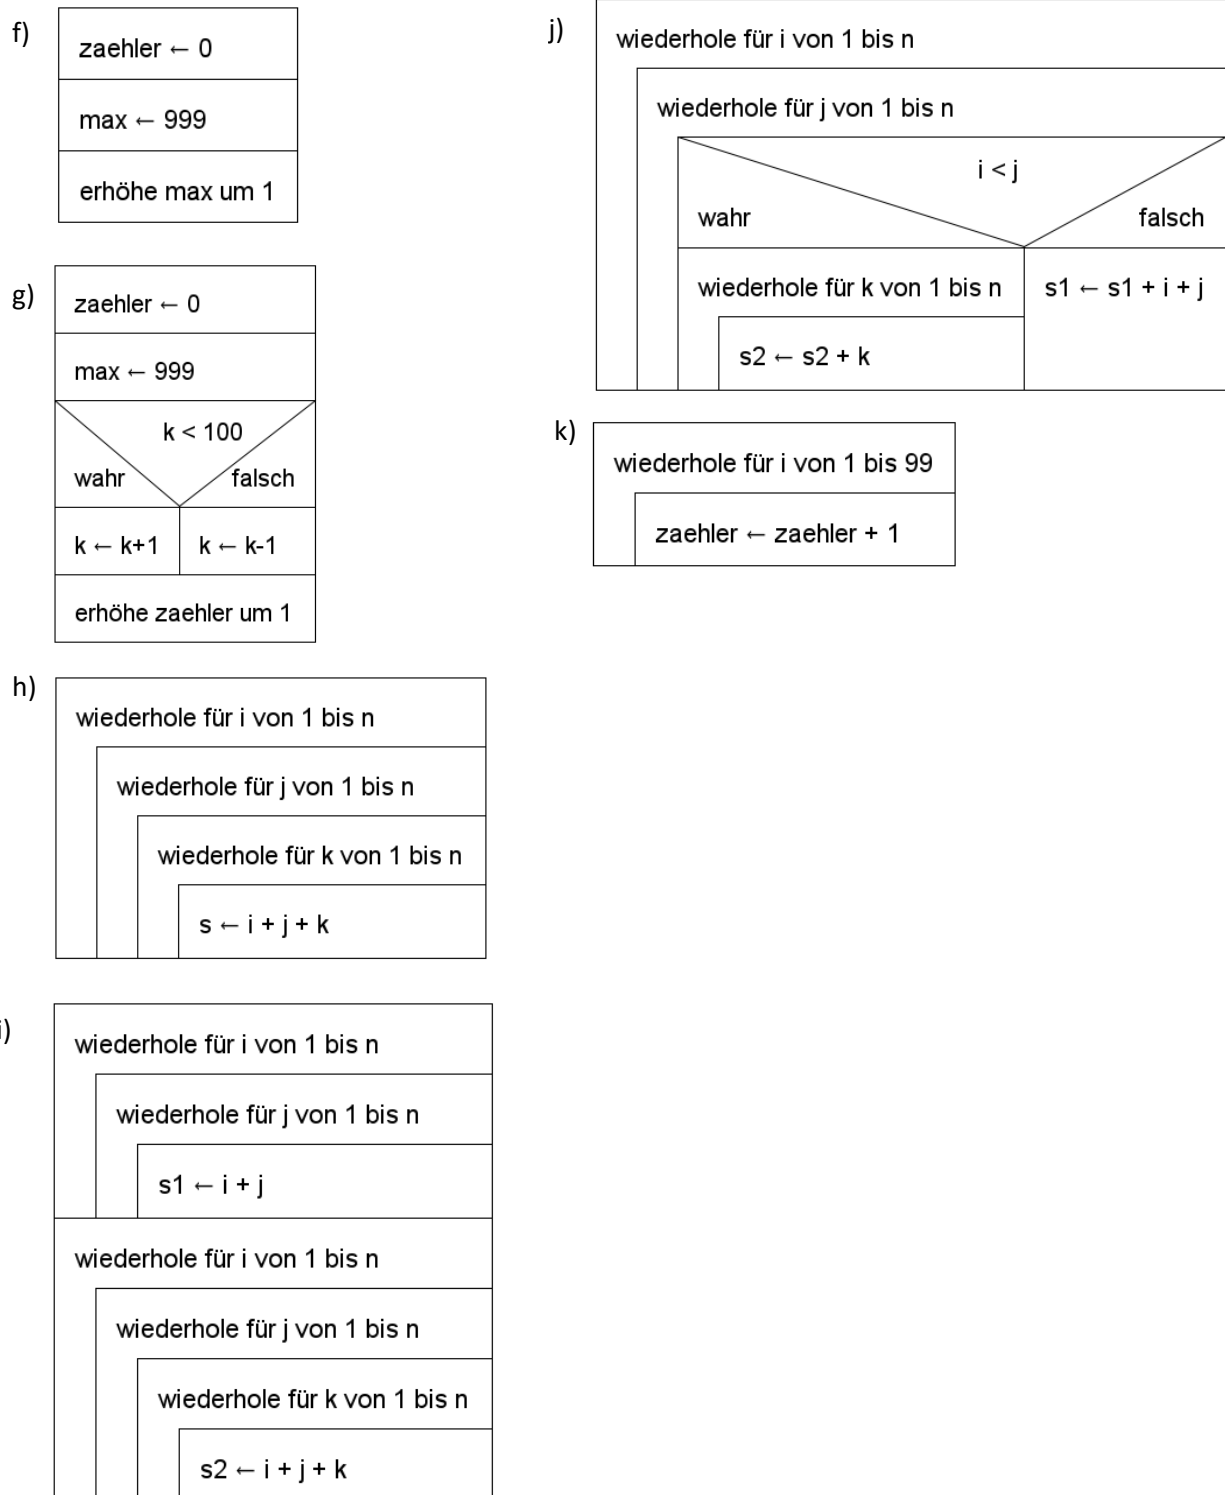 f)
zaehler ← 0
max ← 999
erhöhe max um 1
g)
zaehler ← 0
max ← 999
k < 100
wahr falsch
k ← k+1 k ← k-1
erhöhe zaehler um 1
h)
wiederhole für i von 1 bis n
wiederhole für j von 1 bis n
wiederhole für k von 1 bis n
s ← i + j + k
i)
wiederhole für i von 1 bis n
wiederhole für j von 1 bis n
s1 ← i + j
wiederhole für i von 1 bis n
wiederhole für j von 1 bis n
wiederhole für k von 1 bis n
s2 ← i + j + k
j)
wiederhole für i von 1 bis n
wiederhole für j von 1 bis n
i < j
wahr falsch
wiederhole für k von 1 bis n s1 ← s1 + i + j
s2 ← s2 + k
k)
wiederhole für i von 1 bis 99
zaehler ← zaehler + 1